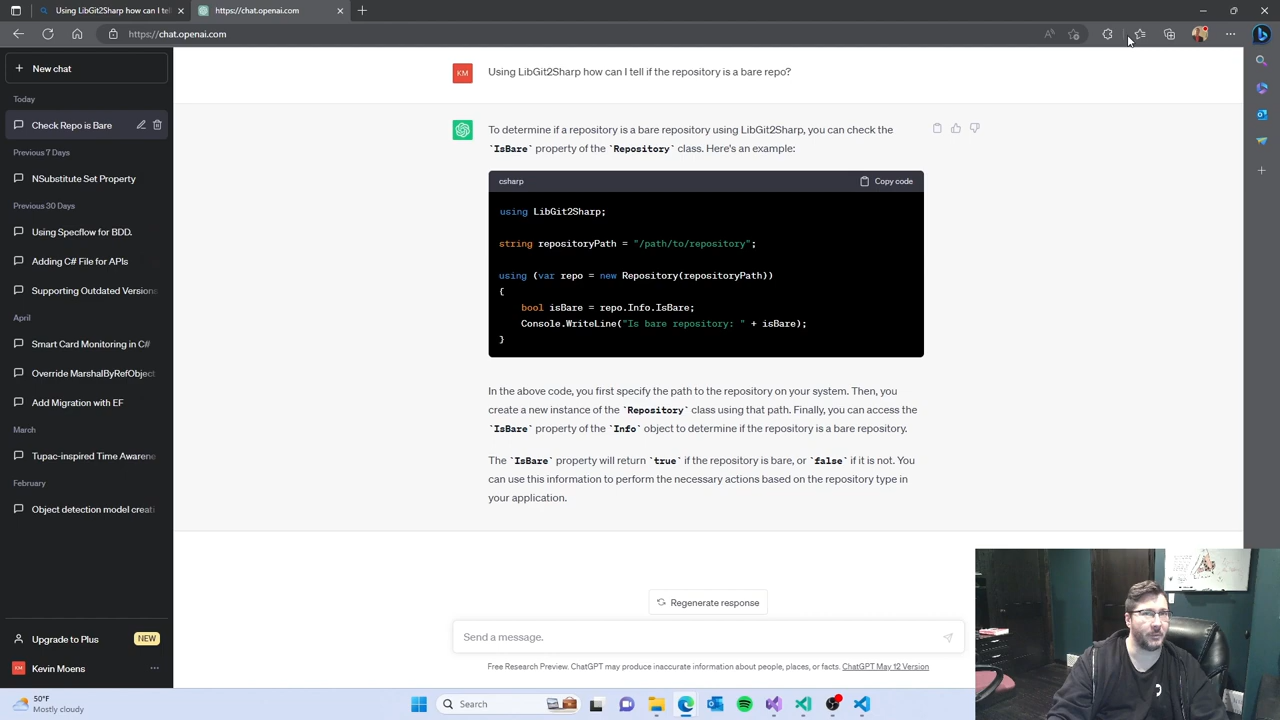 Using LibGit2Sharp how can I tell
https://chat.openai.com
https://chat.openai.com
New chat
Today
Check Repo is Bare
Previous 7 Days
NSubstitute Set Property
Previous 30 Days
Using Specflow for BDD.
Adding C# File for APIs
Supporting Outdated Versions
April
Smart Card Monitoring in C#
Override MarshalByRefObject
Add Migration with EF
March
Tupac-inspired Time Awarene
February
Object detection model creati
Upgrade to Plus
NEW
KM
Kevin Knoens
KM
Using LibGit2Sharp how can I tell if the repository is a bare repo?
To determine if a repository is a bare repository using LibGit2Sharp, you can check the
`IsBare` property of the `Repository` class. Here's an example:
csharp
Copy code
using LibGit2Sharp;
string repositoryPath = "/path/to/repository";
using (var repo = new Repository(repositoryPath))
{
bool isBare = repo.Info.IsBare;
Console.WriteLine("Is bare repository: " + isBare);
}
In the above code, you first specify the path to the repository on your system. Then, you
create a new instance of the `Repository` class using that path. Finally, you can access the
`IsBare` property of the `Info` object to determine if the repository is a bare repository.
The `IsBare` property will return `true` if the repository is bare, or `false` if it is not. You
can use this information to perform the necessary actions based on the repository type in
your application.
Regenerate response
Send a message.
Free Research Preview. ChatGPT may produce inaccurate information about people, places, or facts. ChatGPT May 12 Version
50°F
Mostly cloudy
Search